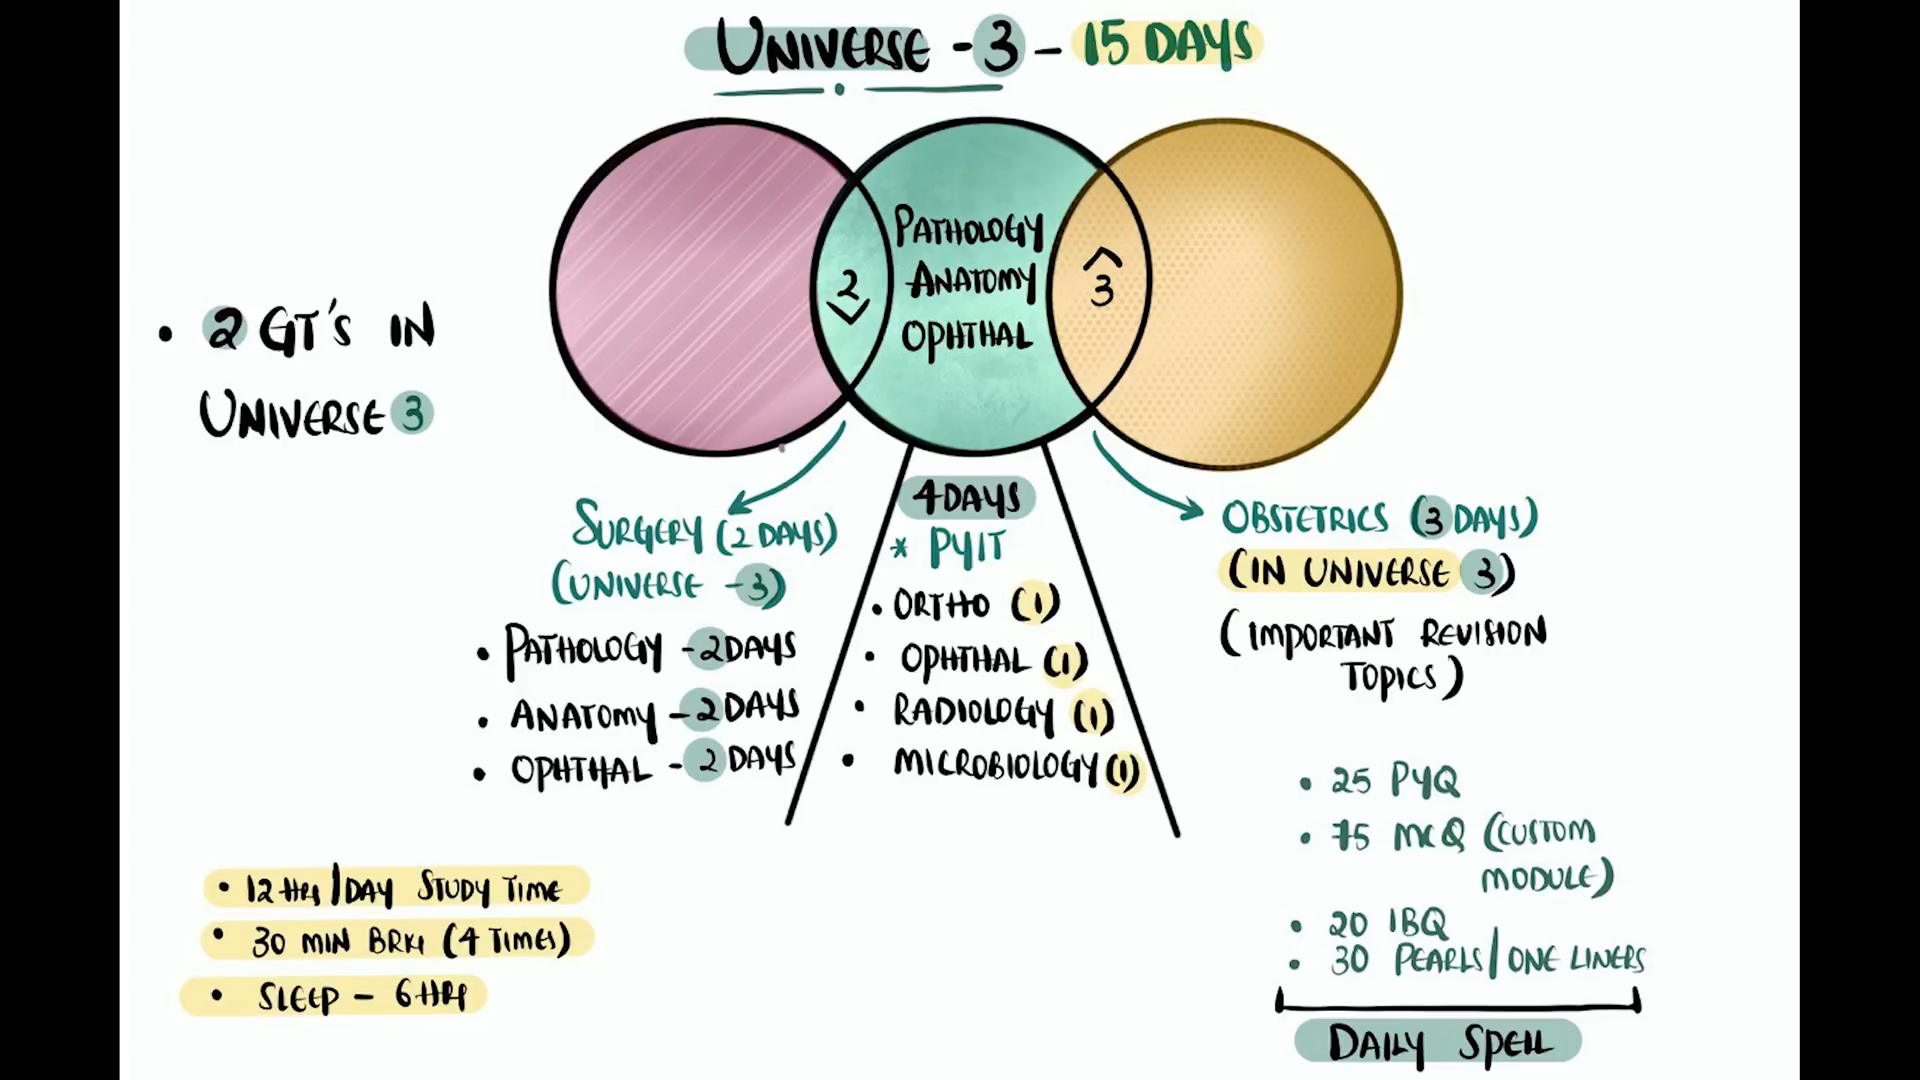 UNIVERSE - 3 - 15 DAYS
PATHOLOGY
ANATOMY
OPHTHAL
2
3
• 2 GT'S IN
UNIVERSE 3
SURGERY (2 DAYS)
(UNIVERSE - 3)
• PATHOLOGY - 2 DAYS
• ANATOMY - 2 DAYS
• OPHTHAL - 2 DAYS
4 DAYS
* PYIT
• ORTHO (1)
• OPHTHAL (1)
• RADIOLOGY (1)
• MICROBIOLOGY (1)
OBSTETRICS (3 DAYS)
(IN UNIVERSE 3)
(IMPORTANT REVISION
TOPICS)
• 25 PYQ
• 75 MCQ (CUSTOM
MODULE)
• 20 IBQ
• 30 PEARLS/ONE LINERS
DAILY SPELL
• 12 Hrs/DAY STUDY TIME
• 30 MIN BRK (4 TIMES)
• SLEEP - 6 HRS